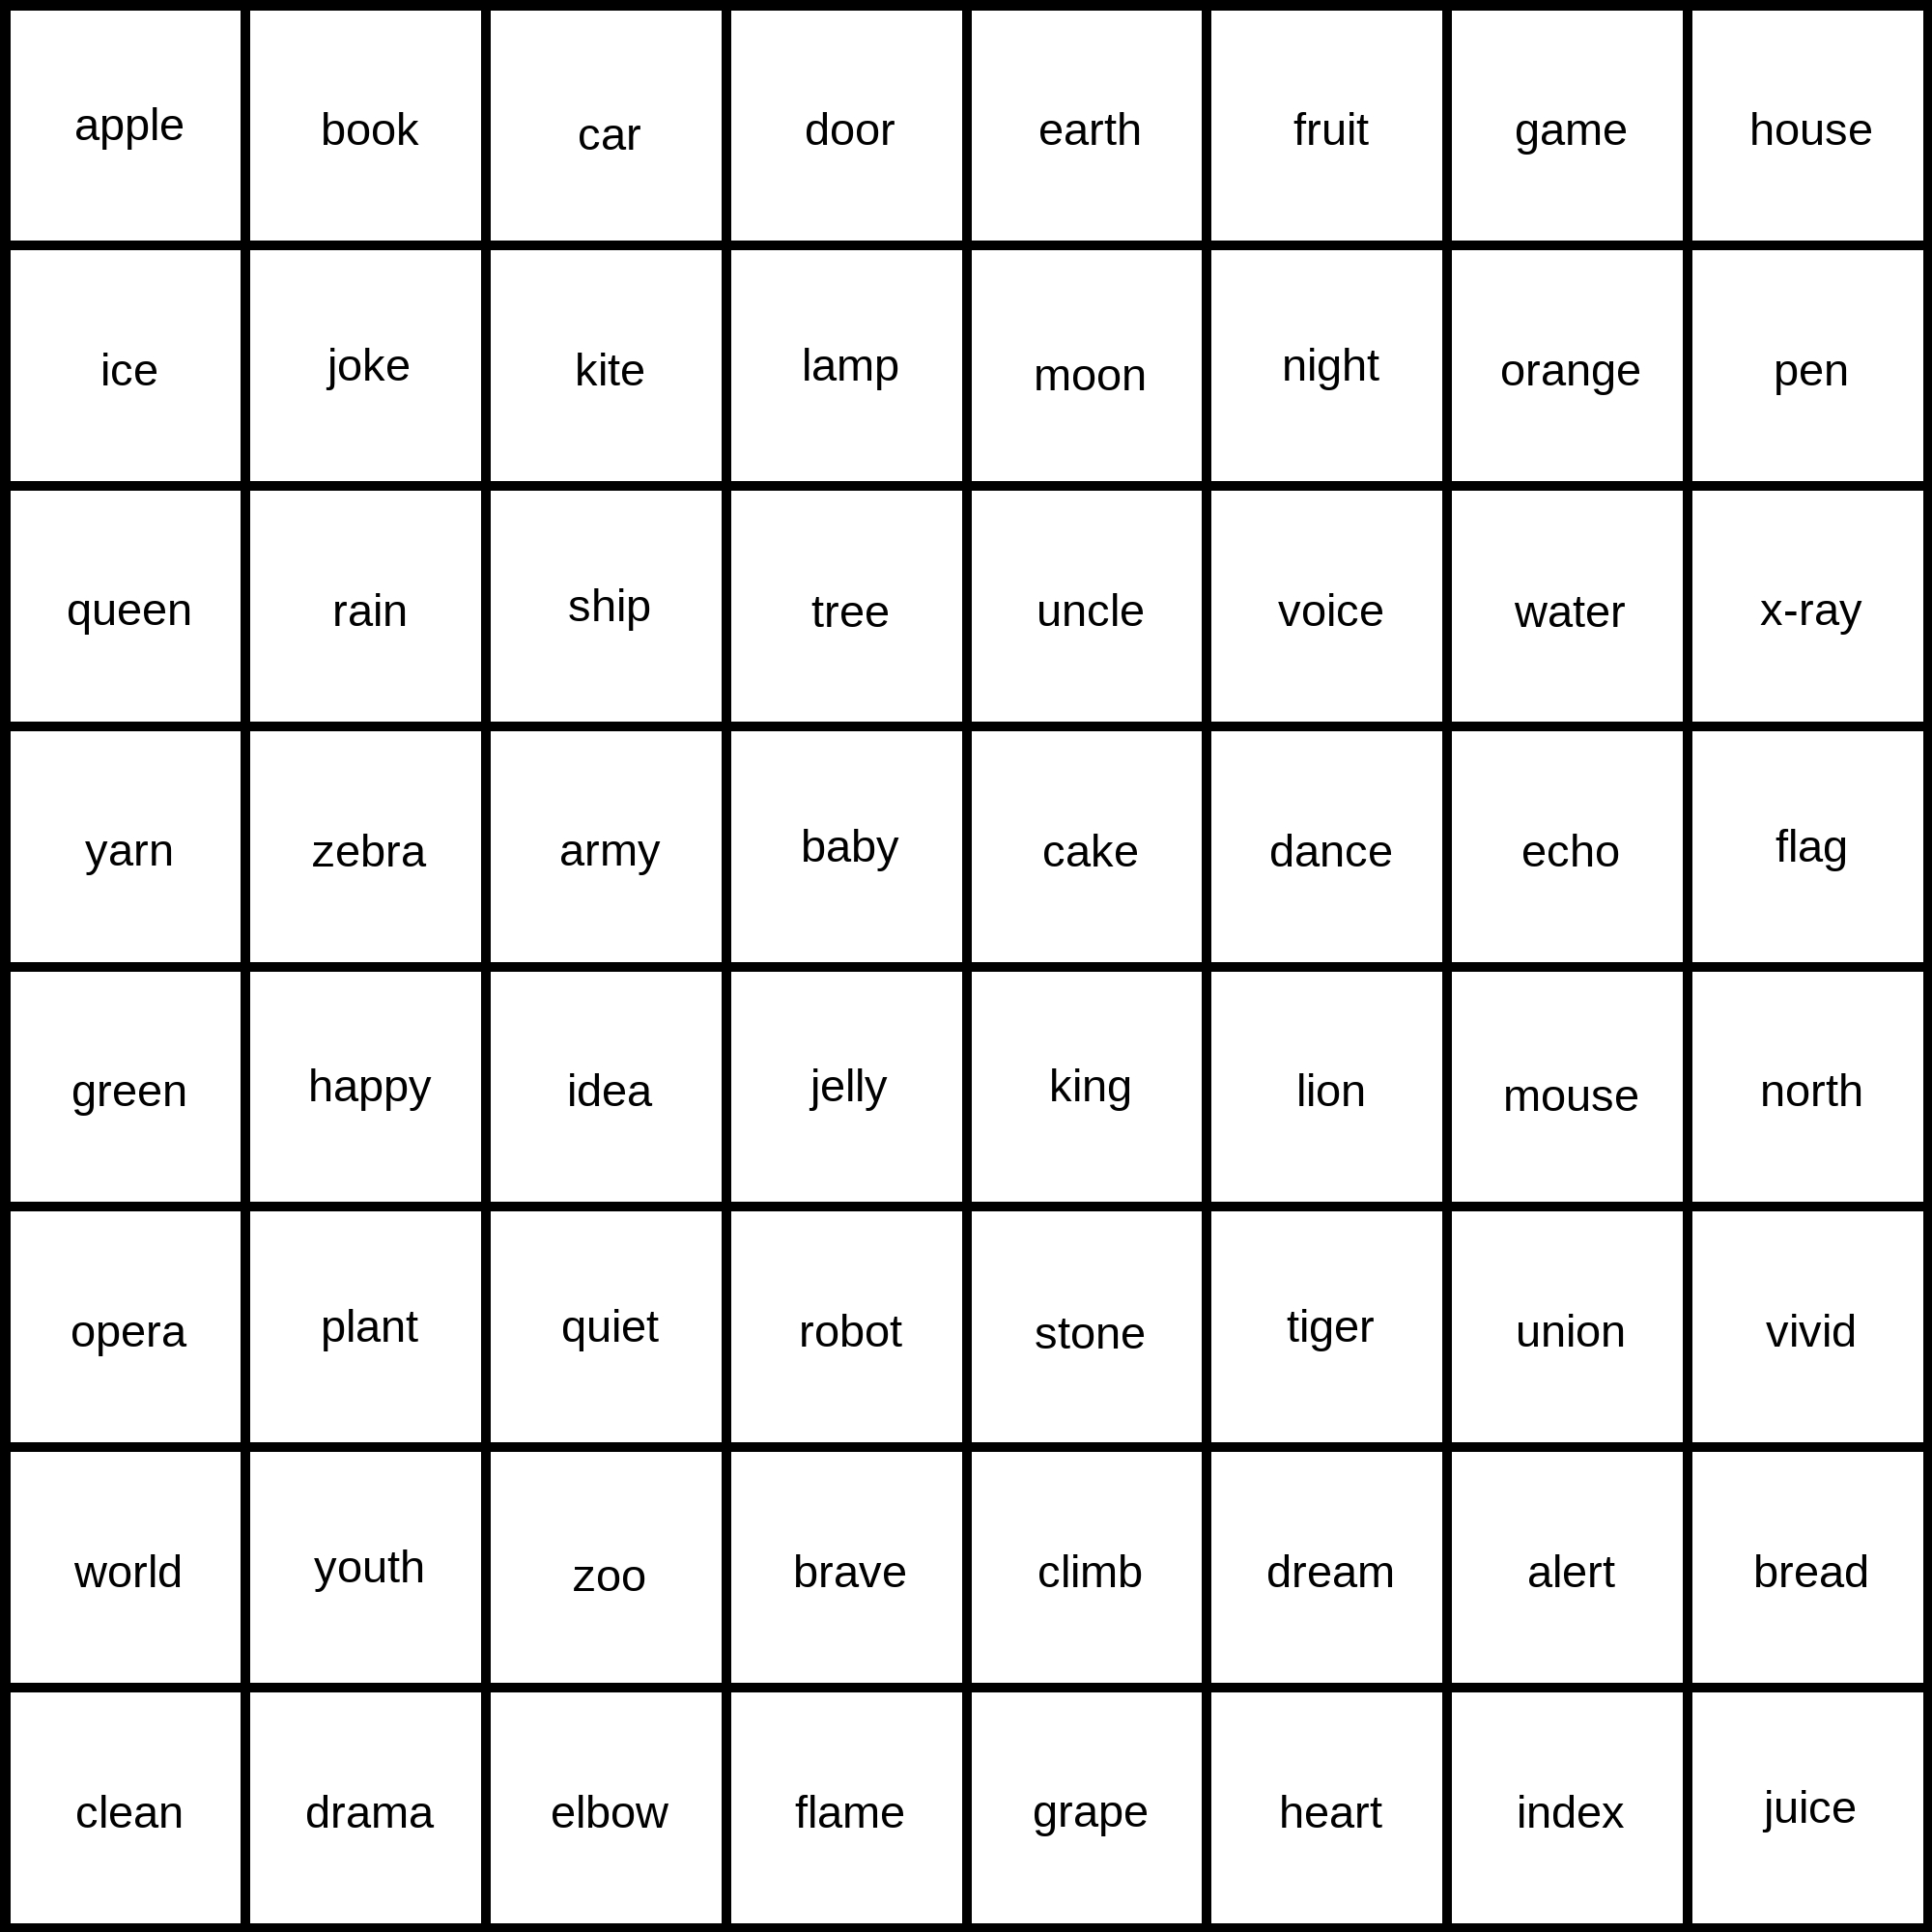 apple book car door earth fruit game house
ice joke kite lamp moon night orange pen
queen rain ship tree uncle voice water x-ray
yarn zebra army baby cake dance echo flag
green happy idea jelly king lion mouse north
opera plant quiet robot stone tiger union vivid
world youth zoo brave climb dream alert bread
clean drama elbow flame grape heart index juice